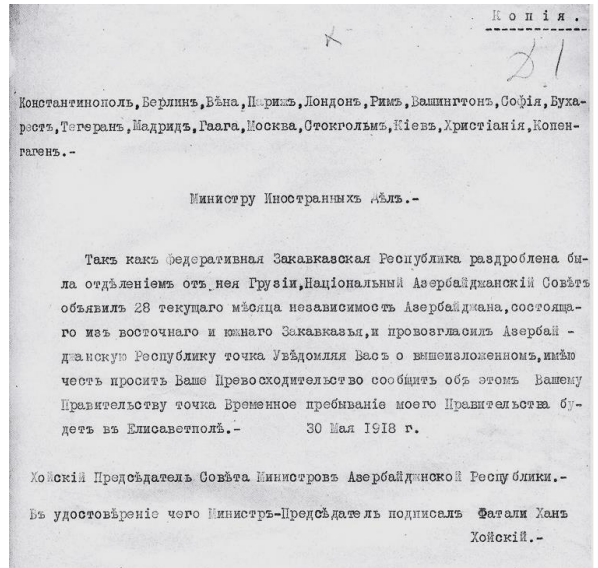 Копія.
Константинополь,Берлинъ,Вѣна,Парижъ,Лондонъ,Римъ,Вашингтонъ,Софія,Буха-
рестъ,Тегеранъ,Мадридъ,Гаага,Москва,Стокгольмъ,Кіевъ,Христіанія,Копен-
гагенъ.-
Министру Иностранныхъ Дѣлъ.-
Такъ какъ федеративная Закавказская Республика раздроблена бы-
ла отдѣленіемъ отъ нея Грузіи,Національный Азербайджанскій Совѣтъ
объявилъ 28 текущаго мѣсяца независимость Азербайджана,состояща-
го изъ восточнаго и южнаго Закавказья,и провозгласилъ Азербай -
джанскую Республику точка Увѣдомляя Васъ о вышеизложенномъ,имѣю
честь просить Ваше Превосходительство сообщить объ этомъ Вашему
Правительству точка Временное пребываніе моего Правительства бу-
детъ въ Елисаветполѣ.- 30 Мая 1918 г.
Хойскій Предсѣдатель Совѣта Министровъ Азербайджнской Республики.-
Въ удостовѣреніе чего Министръ-Предсѣдатель подписалъ Фатали Ханъ
Хойскій.-